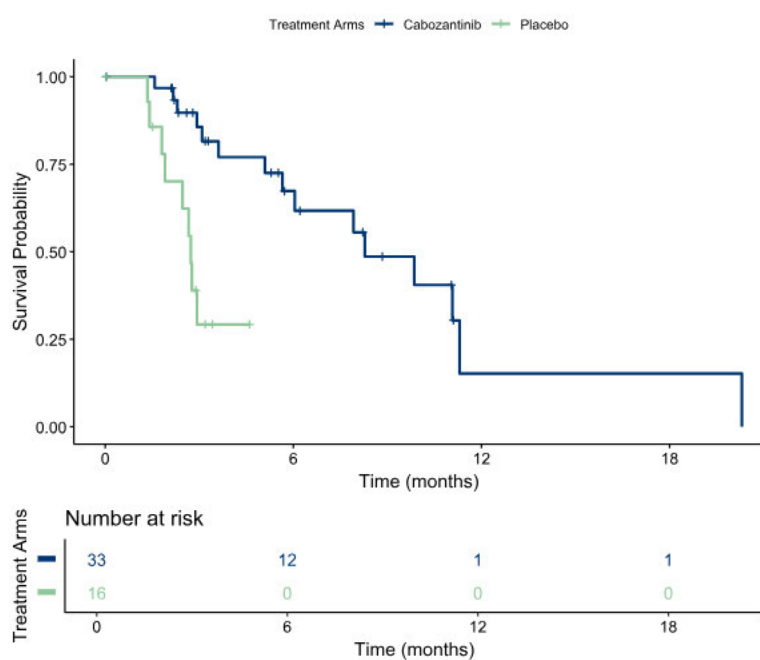 Treatment Arms Cabozantinib Placebo
1.00
0.75
0.50
0.25
0.00
Survival Probability
0 6 12 18
Time (months)
Number at risk
Treatment Arms
33 12 1 1
16 0 0 0
0 6 12 18
Time (months)